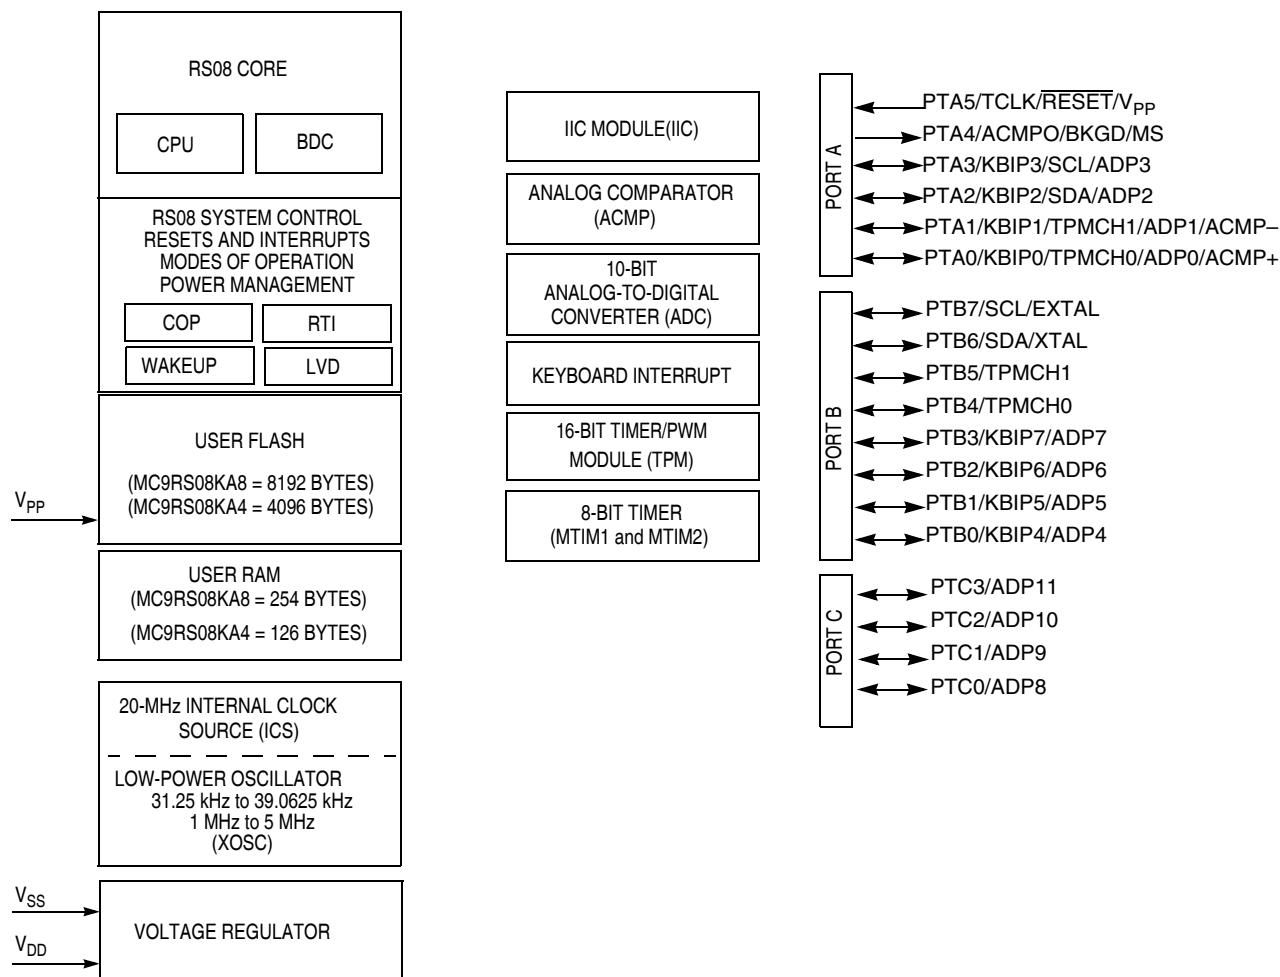 RS08 CORE
CPU
BDC
RS08 SYSTEM CONTROL
RESETS AND INTERRUPTS
MODES OF OPERATION
POWER MANAGEMENT
COP
RTI
WAKEUP
LVD
USER FLASH
(MC9RS08KA8 = 8192 BYTES)
(MC9RS08KA4 = 4096 BYTES)
VPP
USER RAM
(MC9RS08KA8 = 254 BYTES)
(MC9RS08KA4 = 126 BYTES)
20-MHz INTERNAL CLOCK
SOURCE (ICS)
LOW-POWER OSCILLATOR
31.25 kHz to 39.0625 kHz
1 MHz to 5 MHz
(XOSC)
VSS
VDD
VOLTAGE REGULATOR
IIC MODULE(IIC)
ANALOG COMPARATOR
(ACMP)
10-BIT
ANALOG-TO-DIGITAL
CONVERTER (ADC)
KEYBOARD INTERRUPT
16-BIT TIMER/PWM
MODULE (TPM)
8-BIT TIMER
(MTIM1 and MTIM2)
PORT A
PTA5/TCLK/RESET/VPP
PTA4/ACMPO/BKGD/MS
PTA3/KBIP3/SCL/ADP3
PTA2/KBIP2/SDA/ADP2
PTA1/KBIP1/TPMCH1/ADP1/ACMP–
PTA0/KBIP0/TPMCH0/ADP0/ACMP+
PORT B
PTB7/SCL/EXTAL
PTB6/SDA/XTAL
PTB5/TPMCH1
PTB4/TPMCH0
PTB3/KBIP7/ADP7
PTB2/KBIP6/ADP6
PTB1/KBIP5/ADP5
PTB0/KBIP4/ADP4
PORT C
PTC3/ADP11
PTC2/ADP10
PTC1/ADP9
PTC0/ADP8